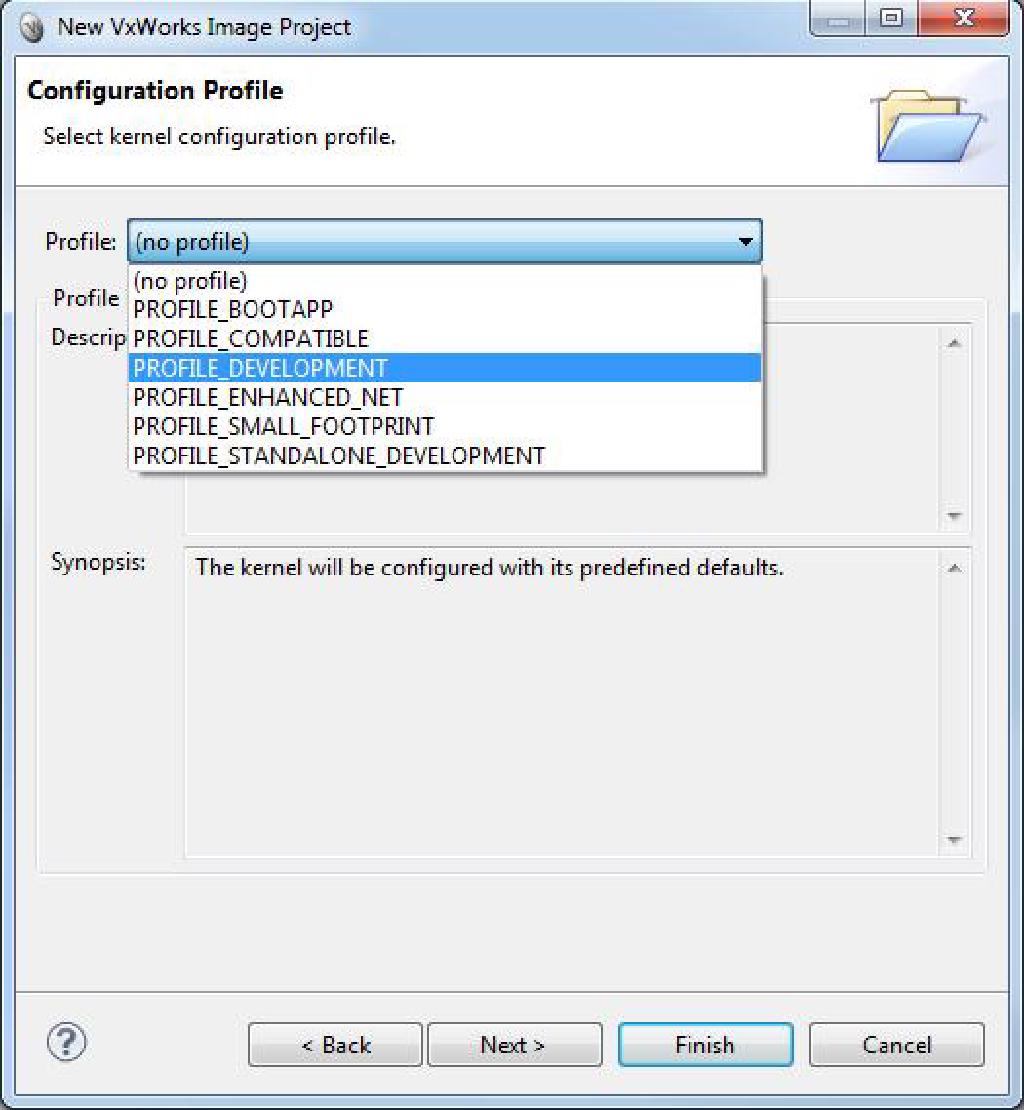 New VxWorks Image Project
Configuration Profile
Select kernel configuration profile.
Profile: (no profile)
(no profile)
Profile
PROFILE_BOOTAPP
Descrip
PROFILE_COMPATIBLE
PROFILE_DEVELOPMENT
PROFILE_ENHANCED_NET
PROFILE_SMALL_FOOTPRINT
PROFILE_STANDALONE_DEVELOPMENT
Synopsis: The kernel will be configured with its predefined defaults.
? < Back Next > Finish Cancel